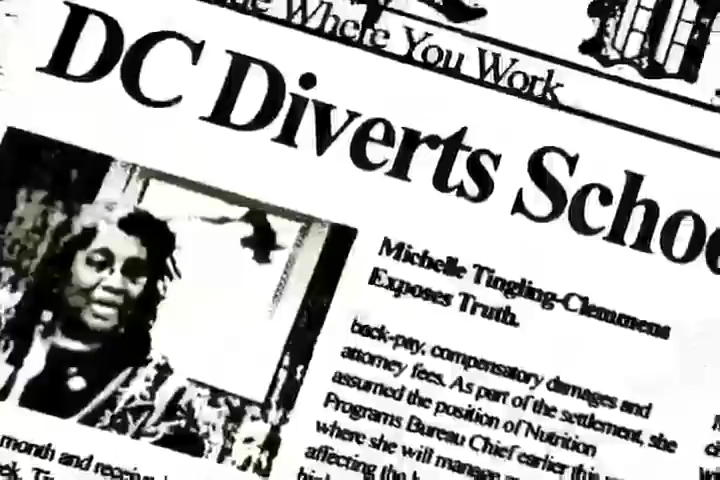 Where You Work
DC Diverts Schoo
Michelle Tingling-Clemmens
Exposes Truth.
back-pay, compensatory damages and
attorney fees. As part of the settlement, she
assumed the position of Nutrition
Programs Bureau Chief earlier this
where she will manage
affecting the
month and